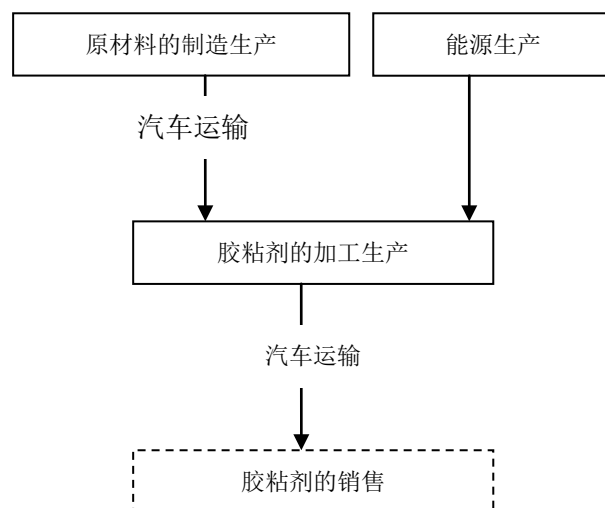 原材料的制造生产
能源生产
汽车运输
胶粘剂的加工生产
汽车运输
胶粘剂的销售